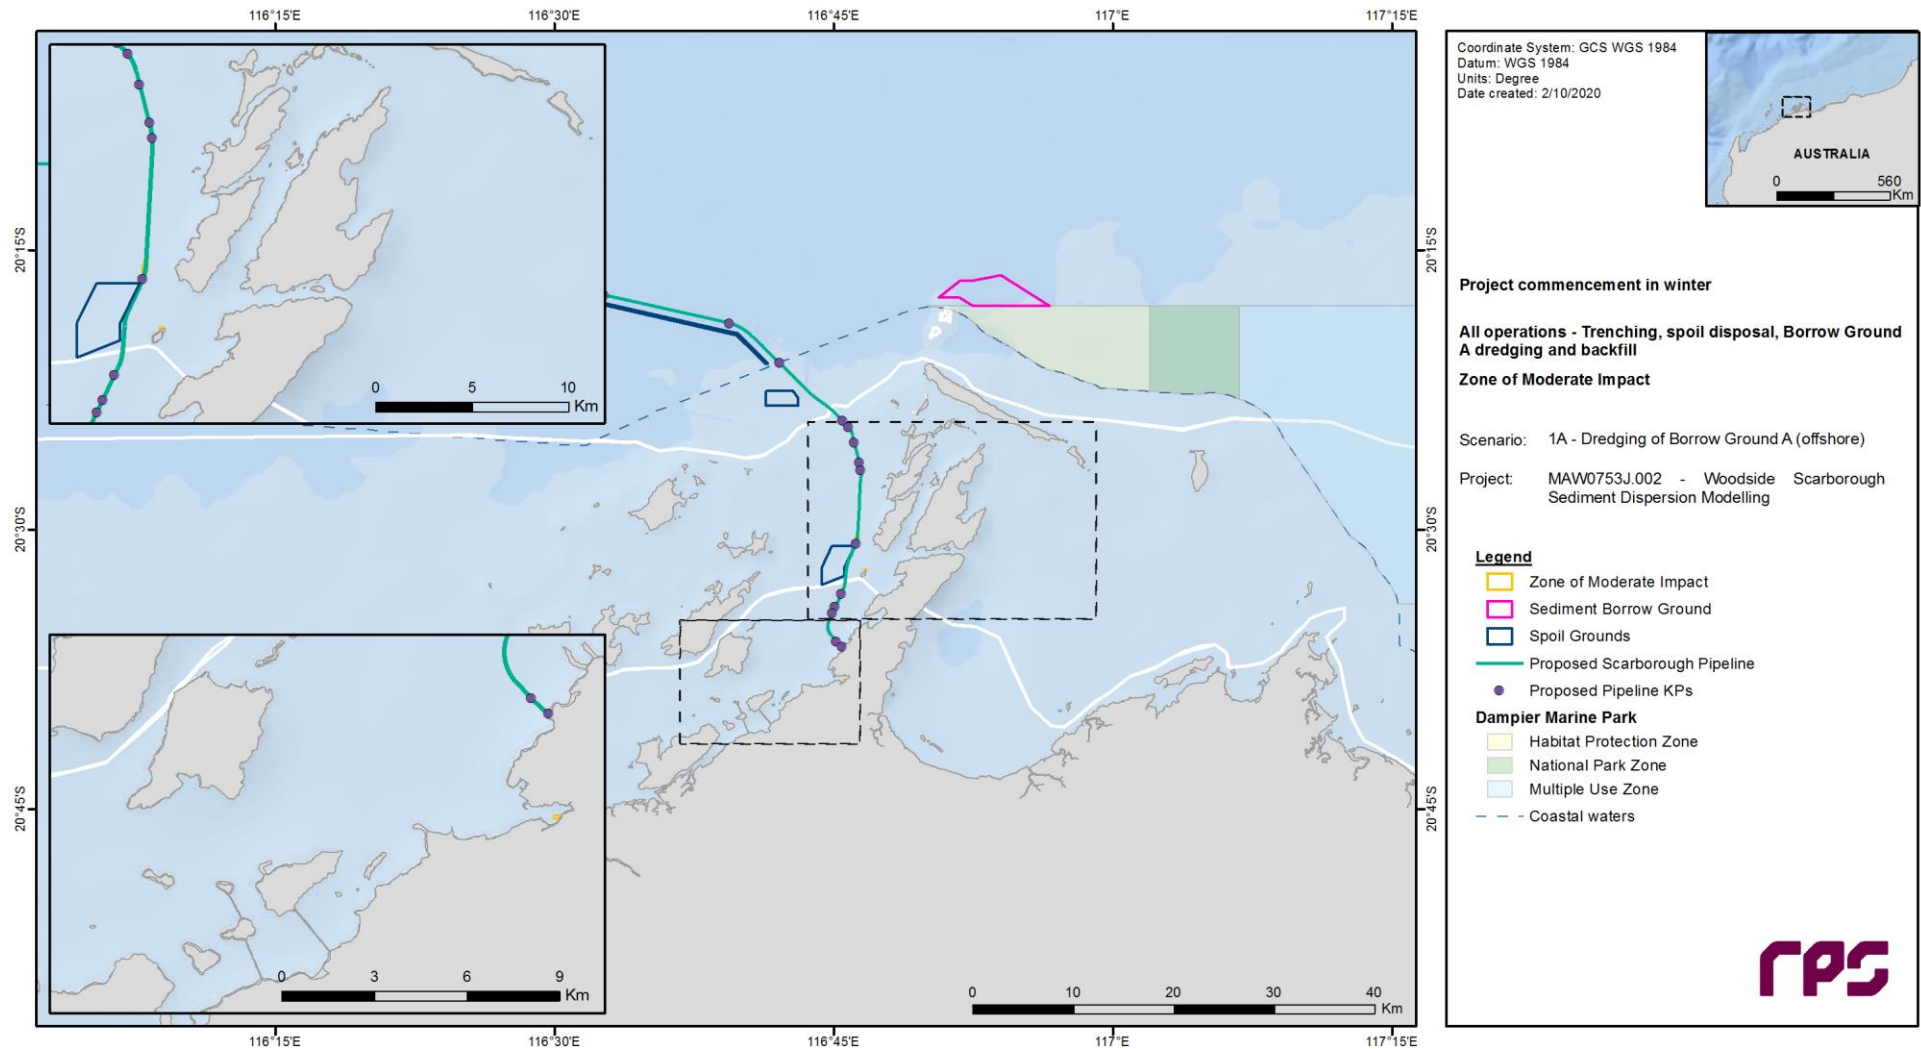 116°15'E
116°30'E
116°45'E
117°E
117°15'E
20°15'S
20°30'S
20°45'S
20°15'S
20°30'S
20°45'S
0 5 10
Km
0 3 6 9
Km
0 10 20 30 40
Km
116°15'E
116°30'E
116°45'E
117°E
117°15'E
Coordinate System: GCS WGS 1984
Datum: WGS 1984
Units: Degree
Date created: 2/10/2020
AUSTRALIA
0 560
Km
Project commencement in winter
All operations - Trenching, spoil disposal, Borrow Ground
A dredging and backfill
Zone of Moderate Impact
Scenario: 1A - Dredging of Borrow Ground A (offshore)
Project: MAW0753J.002 - Woodside Scarborough
Sediment Dispersion Modelling
Legend
Zone of Moderate Impact
Sediment Borrow Ground
Spoil Grounds
Proposed Scarborough Pipeline
Proposed Pipeline KPs
Dampier Marine Park
Habitat Protection Zone
National Park Zone
Multiple Use Zone
Coastal waters
rps